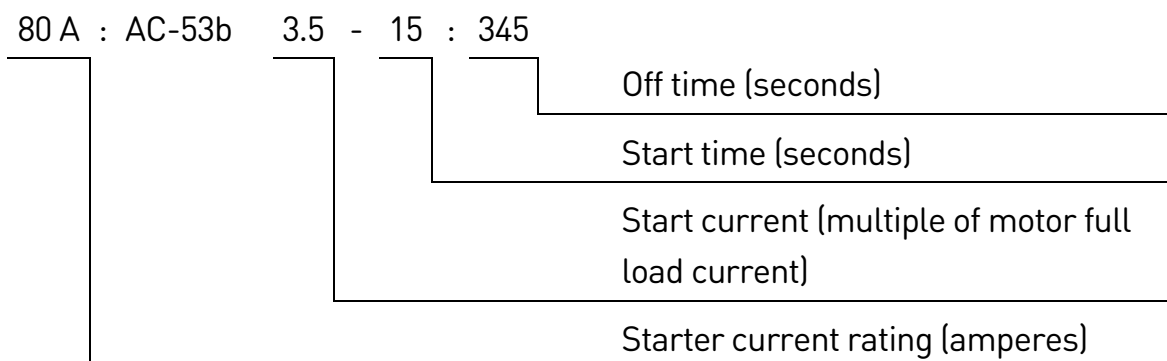 80 A : AC-53b 3.5 - 15 : 345
Off time (seconds)
Start time (seconds)
Start current (multiple of motor full
load current)
Starter current rating (amperes)